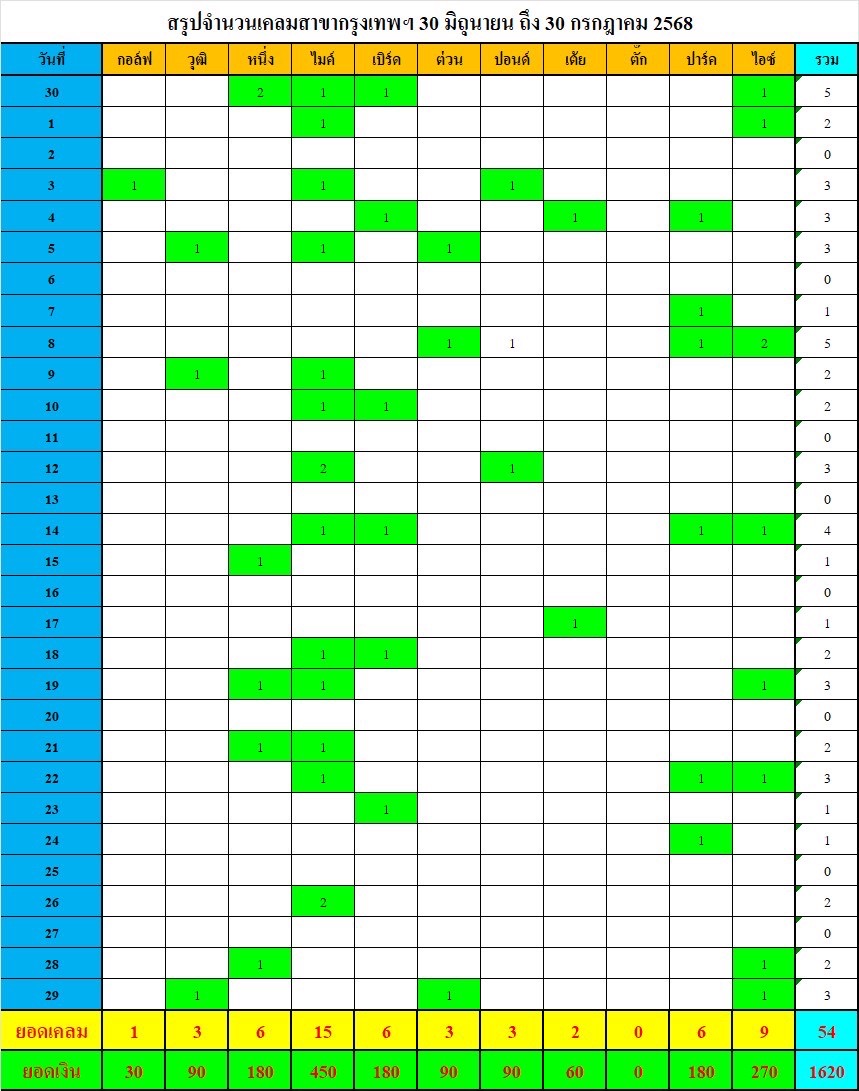 สรุปจำนวนเคลมสาขากรุงเทพฯ 30 มิถุนายน ถึง 30 กรกฎาคม 2568
วันที่ กอล์ฟ วุฒิ หนึ่ง ไมค์ เบิร์ด ต่วน ปอนด์ เด้ย ตั๊ก ปาร์ค ไอซ์ รวม
30 2 1 1 1 5
1 1 1 2
2 0
3 1 1 1 3
4 1 1 1 3
5 1 1 1 3
6 0
7 1 1
8 1 1 1 2 5
9 1 1 2
10 1 1 2
11 0
12 2 1 3
13 0
14 1 1 1 1 4
15 1 1
16 0
17 1 1
18 1 1 2
19 1 1 1 3
20 0
21 1 1 2
22 1 1 1 3
23 1 1
24 1 1
25 0
26 2 2
27 0
28 1 1 2
29 1 1 1 3
ยอดเคลม 1 3 6 15 6 3 3 2 0 6 9 54
ยอดเงิน 30 90 180 450 180 90 90 60 0 180 270 1620